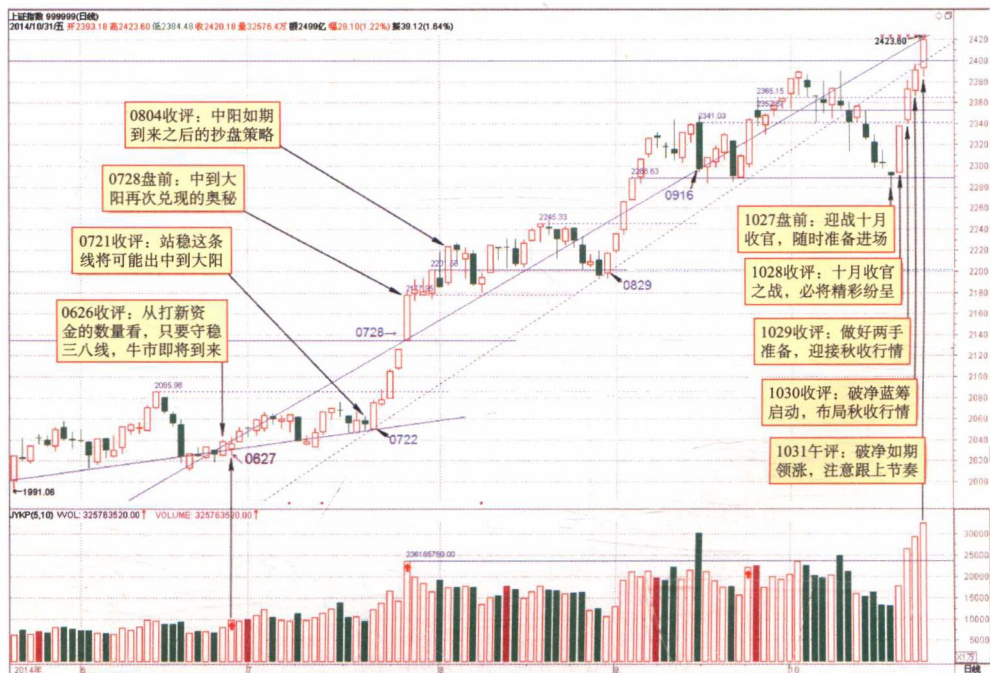 上证指数 999999(日线)
2014/10/31/五 开2393.18 高2423.60 低2384.48 收2420.18 量32576.4万 额2499亿 幅29.10(1.22%) 振39.12(1.64%)
2423.60
2420
2400
2380
2360
2340
2320
2300
2280
2260
2240
2220
2200
2180
2160
2140
2120
2100
2080
2060
2040
2020
2000
0804收评：中阳如期
到来之后的抄盘策略
0728盘前：中到大
阳再次兑现的奥秘
0721收评：站稳这条
线将可能出中到大阳
0626收评：从打新资
金的数量看，只要守稳
三八线，牛市即将到来
2365.15
2341.03
2245.33
2095.98
1991.06
0916
0829
0728
0722
0627
1027盘前：迎战十月
收官，随时准备进场
1028收评：十月收官
之战，必将精彩纷呈
1029收评：做好两手
准备，迎接秋收行情
1030收评：破净蓝筹
启动，布局秋收行情
1031午评：破净如期
领涨，注意跟上节奏
JYKP(5,10) VVOL: 325763520.00↑ VOLUME: 325763520.00↑
236165789.00
30000
25000
20000
15000
10000
5000
X1万
2014年 6 7 8 9 10 日线